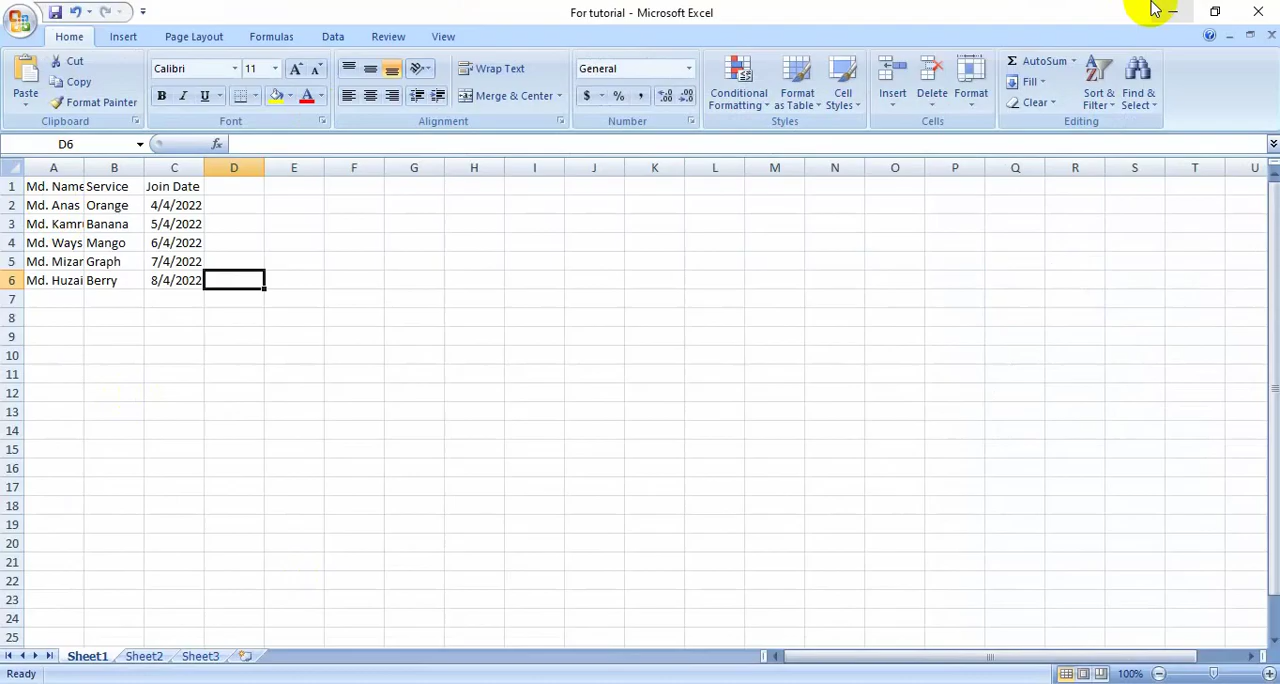 For tutorial - Microsoft Excel
Home Insert Page Layout Formulas Data Review View
Paste Cut Copy Format Painter
Calibri 11 A A
B I U A
Wrap Text
Merge & Center
General
$ % , .0 .00 .00 .0
Conditional Formatting
Format as Table
Cell Styles
Insert Delete Format
Σ AutoSum Fill Clear
Sort & Filter
Find & Select
Clipboard Font Alignment Number Styles Cells Editing
D6 fx
A B C D E F G H I J K L M N O P Q R S T U
1 Md. Name Service Join Date
2 Md. Anas Orange 4/4/2022
3 Md. Kamr Banana 5/4/2022
4 Md. Ways Mango 6/4/2022
5 Md. Mizar Graph 7/4/2022
6 Md. Huzai Berry 8/4/2022
7
8
9
10
11
12
13
14
15
16
17
18
19
20
21
22
23
24
25
Sheet1 Sheet2 Sheet3
Ready 100%